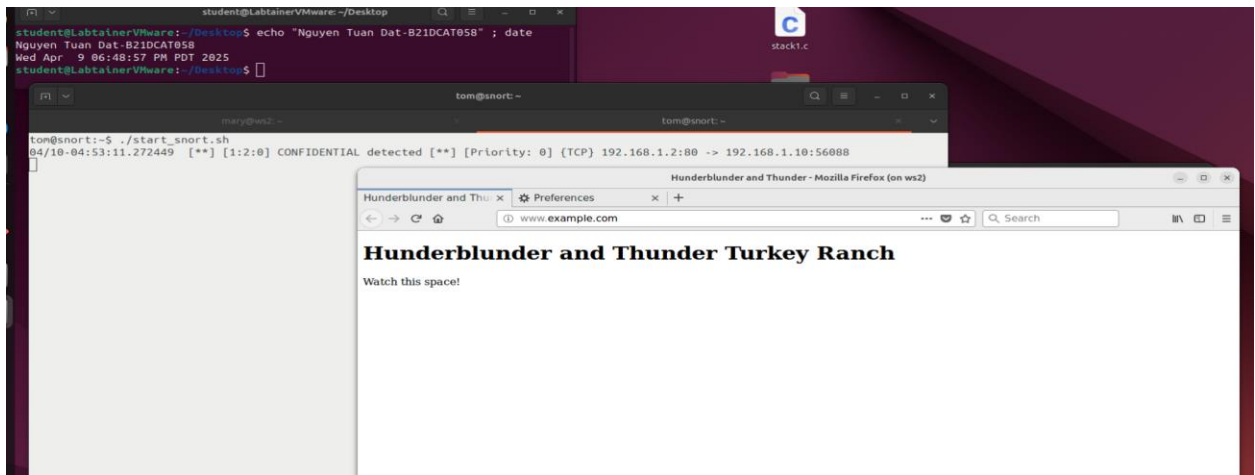 student@LabtainerVMware: ~/Desktop
student@LabtainerVMware:~/Desktop$ echo "Nguyen Tuan Dat-B21DCAT058" ; date
Nguyen Tuan Dat-B21DCAT058
Wed Apr  9 06:48:57 PM PDT 2025
student@LabtainerVMware:~/Desktop$
C
stack1.c
tom@snort: ~
mary@ws2: ~
tom@snort: ~
tom@snort:~$ ./start_snort.sh
04/10-04:53:11.272449  [**] [1:2:0] CONFIDENTIAL detected [**] [Priority: 0] {TCP} 192.168.1.2:80 -> 192.168.1.10:56088
Hunderblunder and Thunder - Mozilla Firefox (on ws2)
Hunderblunder and Thu
Preferences
www.example.com
Search
Hunderblunder and Thunder Turkey Ranch
Watch this space!